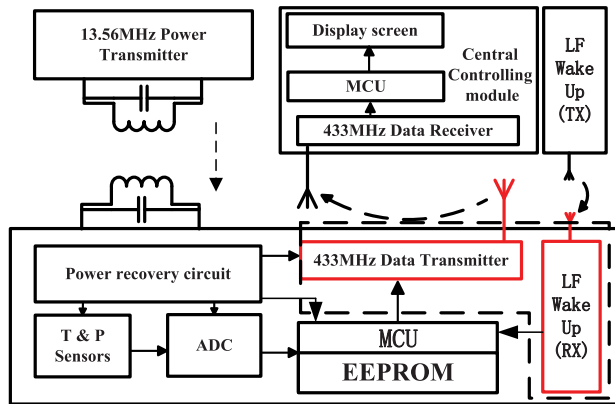 13.56MHz Power
Transmitter
Display screen
MCU
433MHz Data Receiver
Central
Controlling
module
LF
Wake
Up
(TX)
Power recovery circuit
433MHz Data Transmitter
T & P
Sensors
ADC
MCU
EEPROM
LF
Wake
Up
(RX)